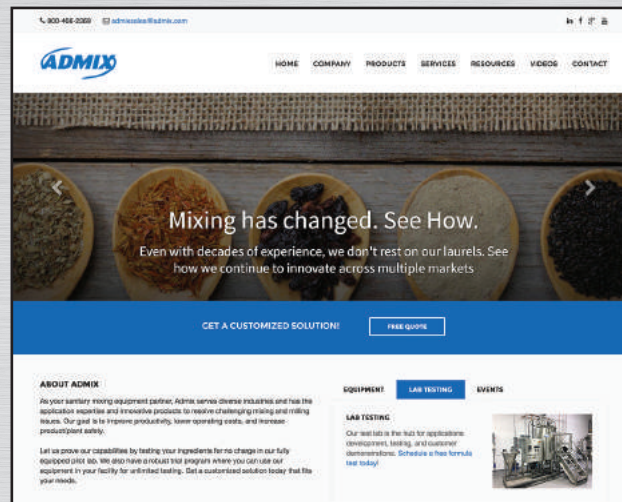 800-466-2369 admixsales@admix.com
ADMIX
HOME COMPANY PRODUCTS SERVICES RESOURCES VIDEOS CONTACT
Mixing has changed. See How.
Even with decades of experience, we don't rest on our laurels. See
how we continue to innovate across multiple markets
GET A CUSTOMIZED SOLUTION! FREE QUOTE
ABOUT ADMIX
As your sanitary mixing equipment partner, Admix serves diverse industries and has the
application expertise and innovative products to resolve challenging mixing and milling
issues. Our goal is to improve productivity, lower operating costs, and increase
product/plant safety.
Let us prove our capabilities by testing your ingredients for no charge in our fully
equipped pilot lab. We also have a robust trial program where you can use our
equipment in your facility for unlimited testing. Get a customized solution today that fits
your needs.
EQUIPMENT LAB TESTING EVENTS
LAB TESTING
Our test lab is the hub for applications
development, testing, and customer
demonstrations. Schedule a free formula
test today!